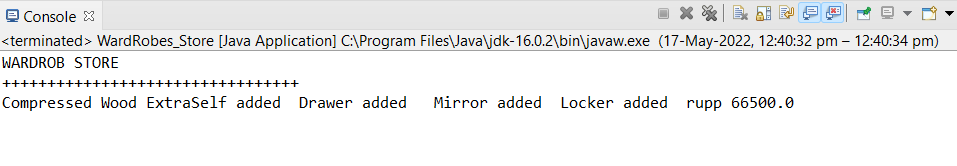 Console
<terminated> WardRobes_Store [Java Application] C:\Program Files\Java\jdk-16.0.2\bin\javaw.exe (17-May-2022, 12:40:32 pm – 12:40:34 pm)
WARDROB STORE
+++++++++++++++++++++++++++++++++
Compressed Wood ExtraSelf added  Drawer added   Mirror added  Locker added  rupp 66500.0